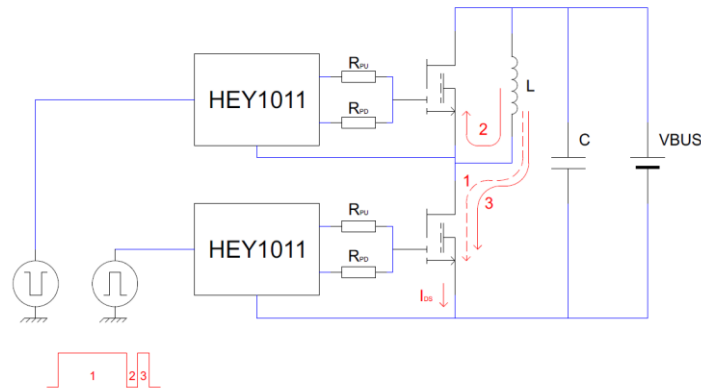 RPU
HEY1011
RPD
L
2
C
VBUS
1
3
RPU
HEY1011
RPD
IDS
1 2 3